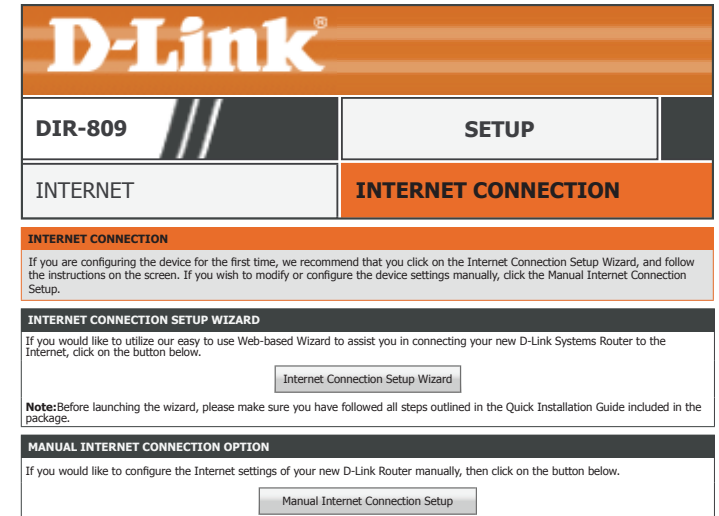 D-Link®
DIR-809
SETUP
INTERNET
INTERNET CONNECTION
INTERNET CONNECTION
If you are configuring the device for the first time, we recommend that you click on the Internet Connection Setup Wizard, and follow
the instructions on the screen. If you wish to modify or configure the device settings manually, click the Manual Internet Connection
Setup.
INTERNET CONNECTION SETUP WIZARD
If you would like to utilize our easy to use Web-based Wizard to assist you in connecting your new D-Link Systems Router to the
Internet, click on the button below.
Internet Connection Setup Wizard
Note:Before launching the wizard, please make sure you have followed all steps outlined in the Quick Installation Guide included in the
package.
MANUAL INTERNET CONNECTION OPTION
If you would like to configure the Internet settings of your new D-Link Router manually, then click on the button below.
Manual Internet Connection Setup